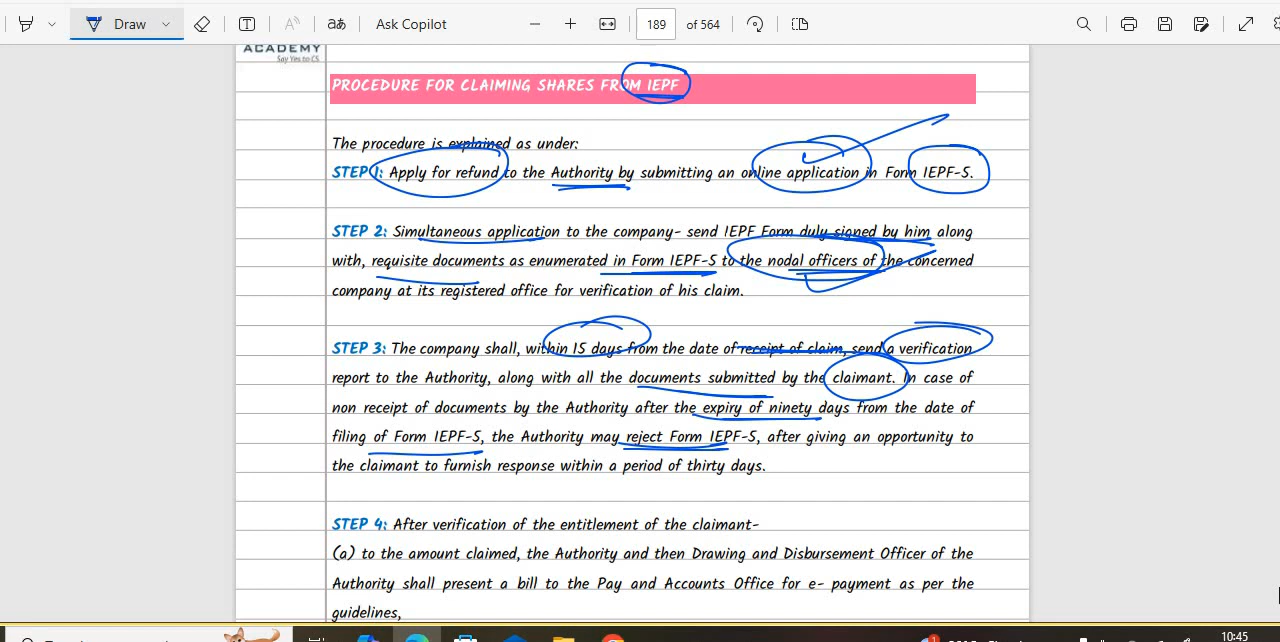 Draw
Ask Copilot
189 of 564
ACADEMY
Say Yes to CS
PROCEDURE FOR CLAIMING SHARES FROM IEPF
The procedure is explained as under:
STEP 1: Apply for refund to the Authority by submitting an online application in Form IEPF-5.
STEP 2: Simultaneous application to the company- send IEPF Form duly signed by him along
with, requisite documents as enumerated in Form IEPF-5 to the nodal officers of the concerned
company at its registered office for verification of his claim.
STEP 3: The company shall, within 15 days from the date of receipt of claim, send a verification
report to the Authority, along with all the documents submitted by the claimant. In case of
non receipt of documents by the Authority after the expiry of ninety days from the date of
filing of Form IEPF-5, the Authority may reject Form IEPF-5, after giving an opportunity to
the claimant to furnish response within a period of thirty days.
STEP 4: After verification of the entitlement of the claimant-
(a) to the amount claimed, the Authority and then Drawing and Disbursement Officer of the
Authority shall present a bill to the Pay and Accounts Office for e- payment as per the
guidelines,
10:45